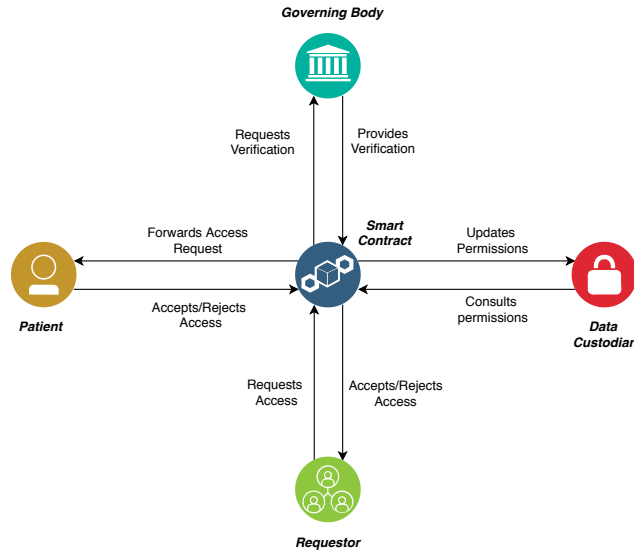 Governing Body
Requests
Verification
Provides
Verification
Smart
Contract
Forwards Access
Request
Updates
Permissions
Accepts/Rejects
Access
Consults
permissions
Patient
Data
Custodian
Requests
Access
Accepts/Rejects
Access
Requestor